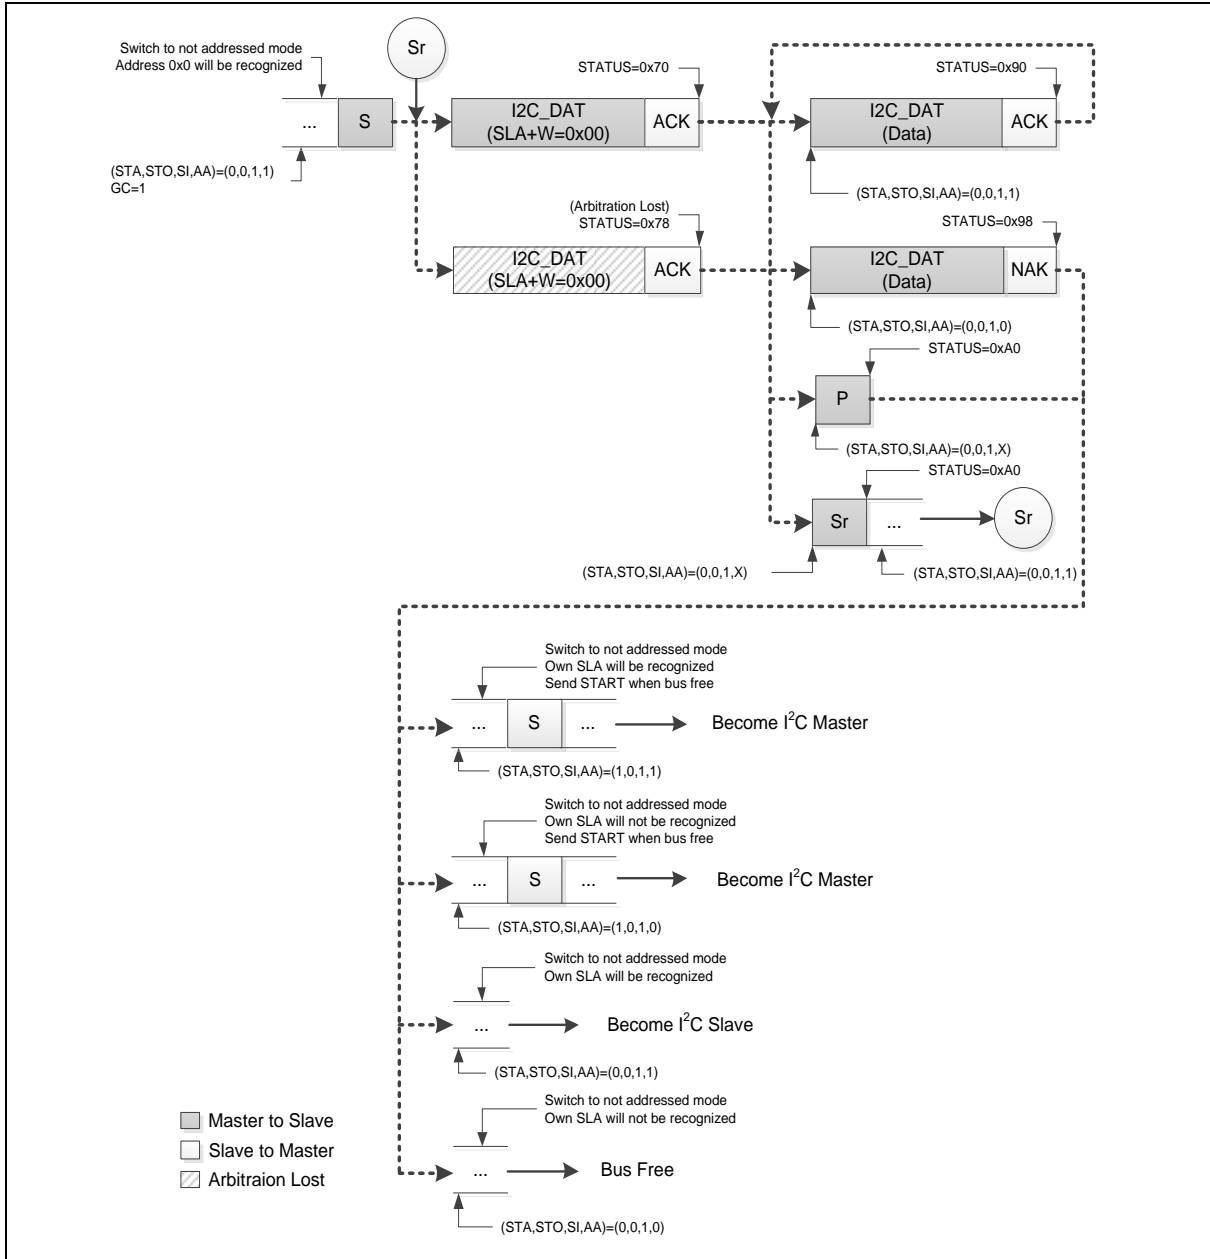 Switch to not addressed mode
Address 0x0 will be recognized
Sr
STATUS=0x70
STATUS=0x90
...
S
I2C_DAT
(SLA+W=0x00)
ACK
I2C_DAT
(Data)
ACK
(STA,STO,SI,AA)=(0,0,1,1)
GC=1
(STA,STO,SI,AA)=(0,0,1,1)
(Arbitration Lost)
STATUS=0x78
STATUS=0x98
I2C_DAT
(SLA+W=0x00)
ACK
I2C_DAT
(Data)
NAK
(STA,STO,SI,AA)=(0,0,1,0)
STATUS=0xA0
P
(STA,STO,SI,AA)=(0,0,1,X)
STATUS=0xA0
Sr
...
Sr
(STA,STO,SI,AA)=(0,0,1,X)
(STA,STO,SI,AA)=(0,0,1,1)
Switch to not addressed mode
Own SLA will be recognized
Send START when bus free
...
S
...
Become I²C Master
(STA,STO,SI,AA)=(1,0,1,1)
Switch to not addressed mode
Own SLA will not be recognized
Send START when bus free
...
S
...
Become I²C Master
(STA,STO,SI,AA)=(1,0,1,0)
Switch to not addressed mode
Own SLA will be recognized
...
Become I²C Slave
(STA,STO,SI,AA)=(0,0,1,1)
Switch to not addressed mode
Own SLA will not be recognized
...
Bus Free
(STA,STO,SI,AA)=(0,0,1,0)
Master to Slave
Slave to Master
Arbitraion Lost